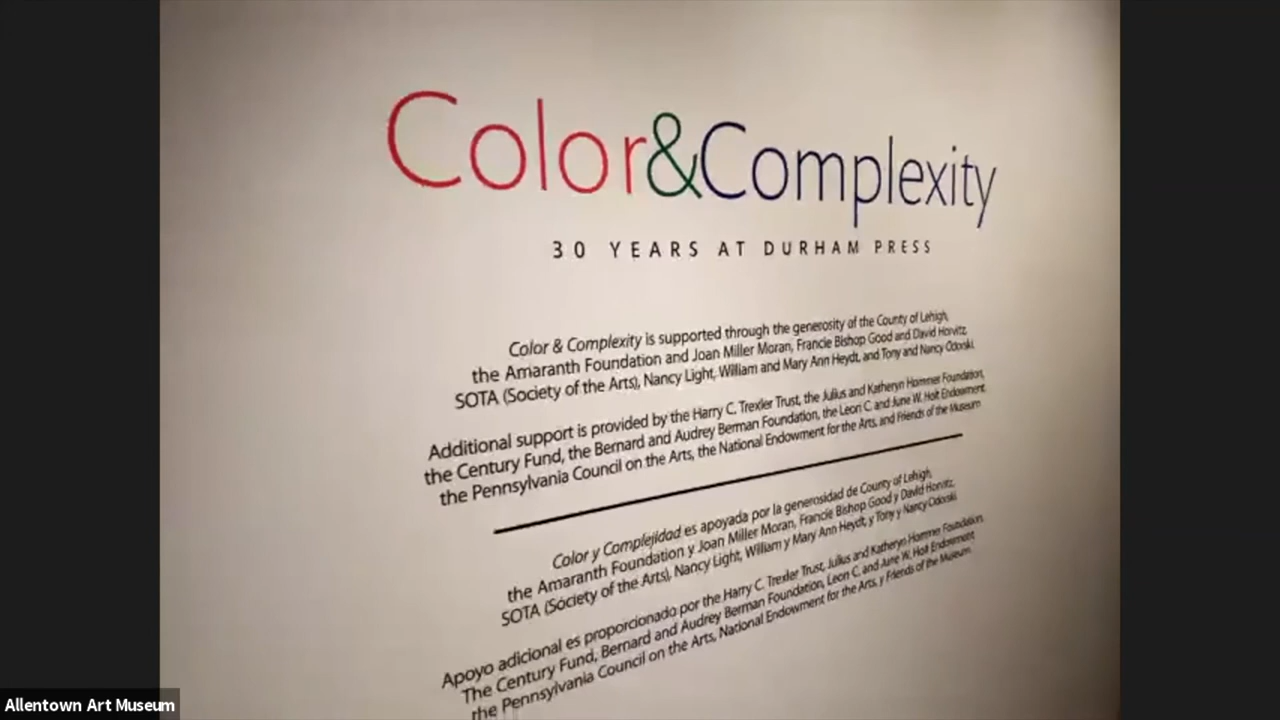 Color&Complexity
30 YEARS AT DURHAM PRESS
Color & Complexity is supported through the generosity of the County of Lehigh,
the Amaranth Foundation and Joan Miller Moran, Francie Bishop Good and David Horvitz,
SOTA (Society of the Arts), Nancy Light, William and Mary Ann Heydt, and Tony and Nancy
Additional support is provided by the Harry C. Trexler Trust, the Julius and Katheryn Hommer Foundation,
the Century Fund, the Bernard and Audrey Berman Foundation, the Leon C. and June W. Holt Endowment,
the Pennsylvania Council on the Arts, the National Endowment for the Arts, and Friends of the Museum.
Color y Complejidad es apoyada por la generosidad de County of Lehigh,
the Amaranth Foundation y Joan Miller Moran, Francie Bishop Good y David Horvitz,
SOTA (Society of the Arts), Nancy Light, William y Mary Ann Heydt, y Tony y Nancy
Apoyo adicional es proporcionado por the Harry C. Trexler Trust, Julius and Katheryn Hommer Foundation,
The Century Fund, Bernard and Audrey Berman Foundation, Leon C. and June W. Holt Endowment
the Pennsylvania Council on the Arts, National Endowment for the Arts, y Friends of the Museum.
Allentown Art Museum